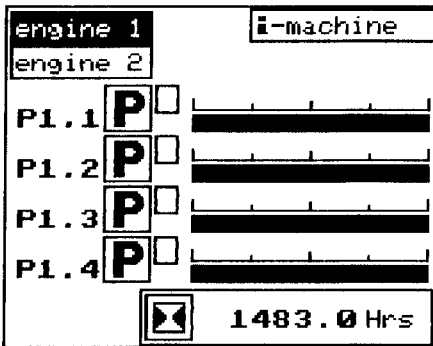 engine 1
i-machine
engine 2
P1.1 P
P1.2 P
P1.3 P
P1.4 P
1483.0 Hrs